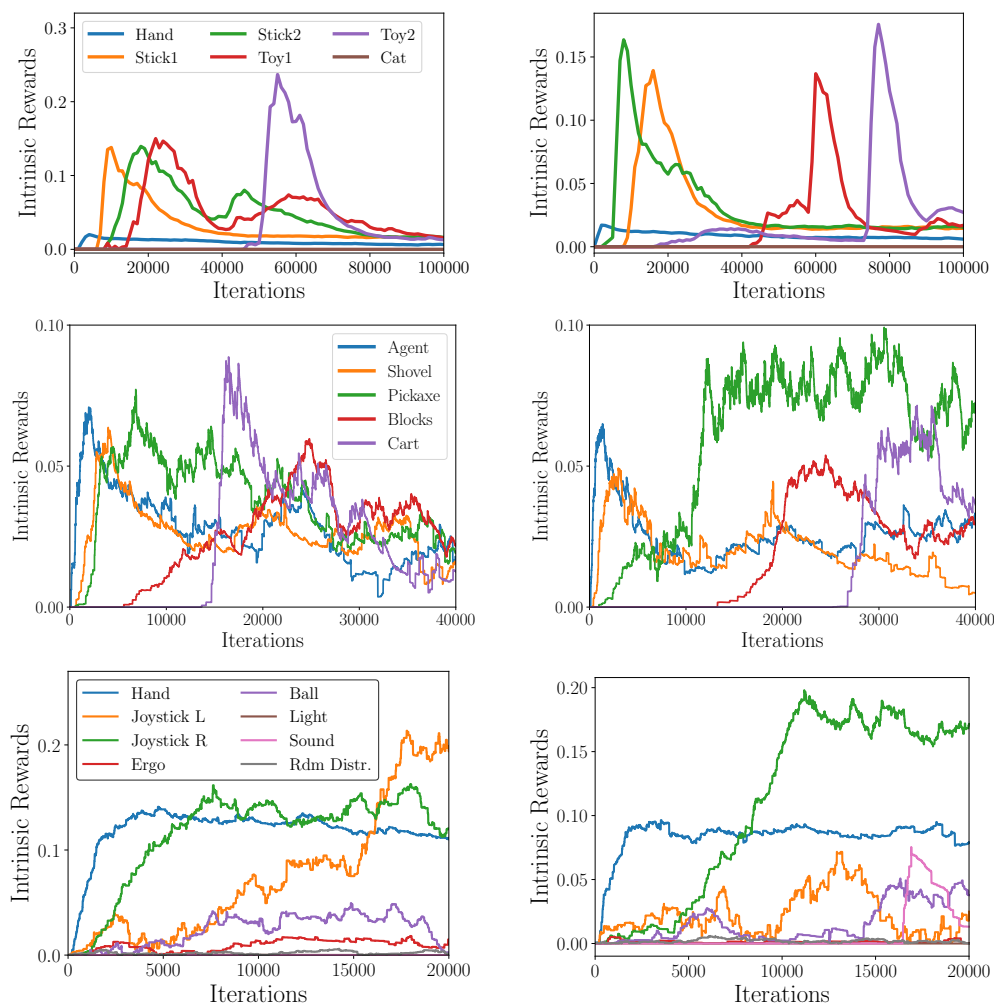 Intrinsic Rewards
0.3
0.2
0.1
0.0
Hand Stick2 Toy2
Stick1 Toy1 Cat
0 20000 40000 60000 80000 100000
Iterations
Intrinsic Rewards
0.15
0.10
0.05
0.00
0 20000 40000 60000 80000 100000
Iterations
Intrinsic Rewards
0.10
0.05
0.00
Agent
Shovel
Pickaxe
Blocks
Cart
0 10000 20000 30000 40000
Iterations
Intrinsic Rewards
0.10
0.05
0.00
0 10000 20000 30000 40000
Iterations
Intrinsic Rewards
0.2
0.1
0.0
Hand Ball
Joystick L Light
Joystick R Sound
Ergo Rdm Distr.
0 5000 10000 15000 20000
Iterations
Intrinsic Rewards
0.20
0.15
0.10
0.05
0.00
0 5000 10000 15000 20000
Iterations